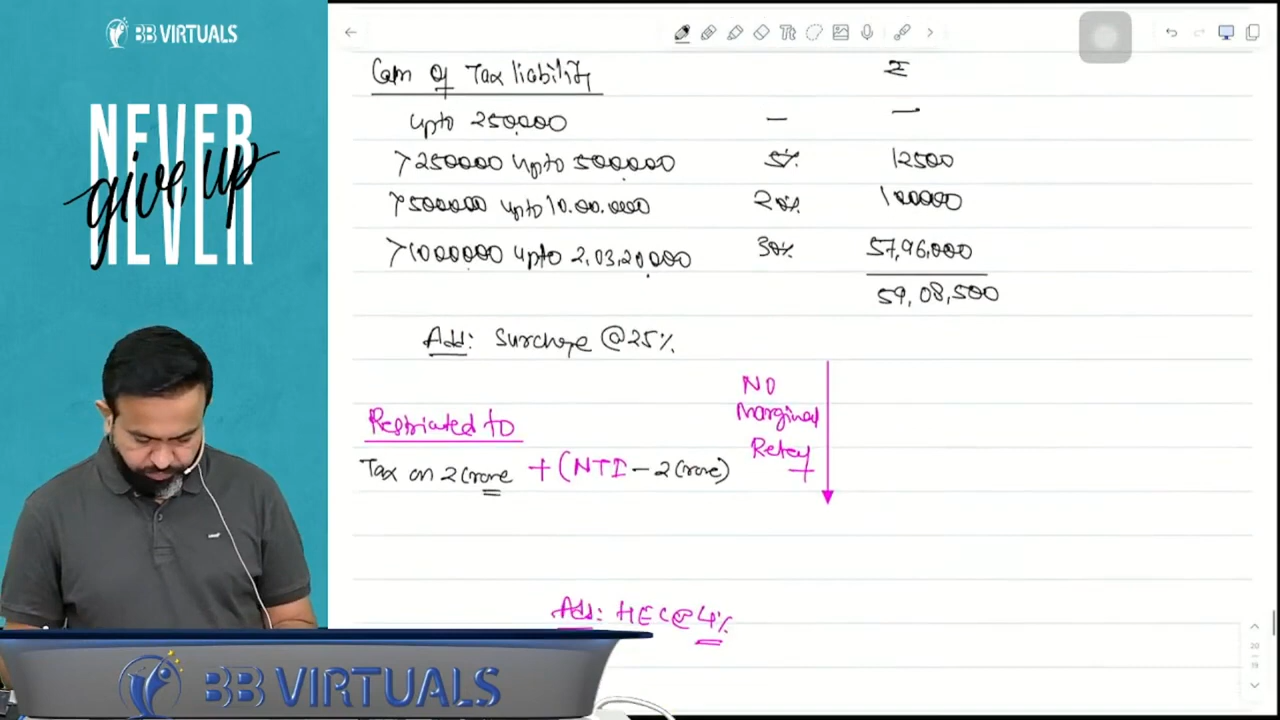 BB VIRTUALS
NEVER
give up
NEVER
Com Of Tax liability ₹
upto 250000 — —
>250000 upto 500000 5% 12500
>500000 upto 10.00.000 20% 100000
>1000000 upto 2,03,20,000 30% 57,96,000
59,08,500
Add: Surcharge @25%
NO
Marginal
Relief
Restricted to
Tax on 2 Crore + (NTI - 2 Crore)
Add: HEC@4%
BB VIRTUALS